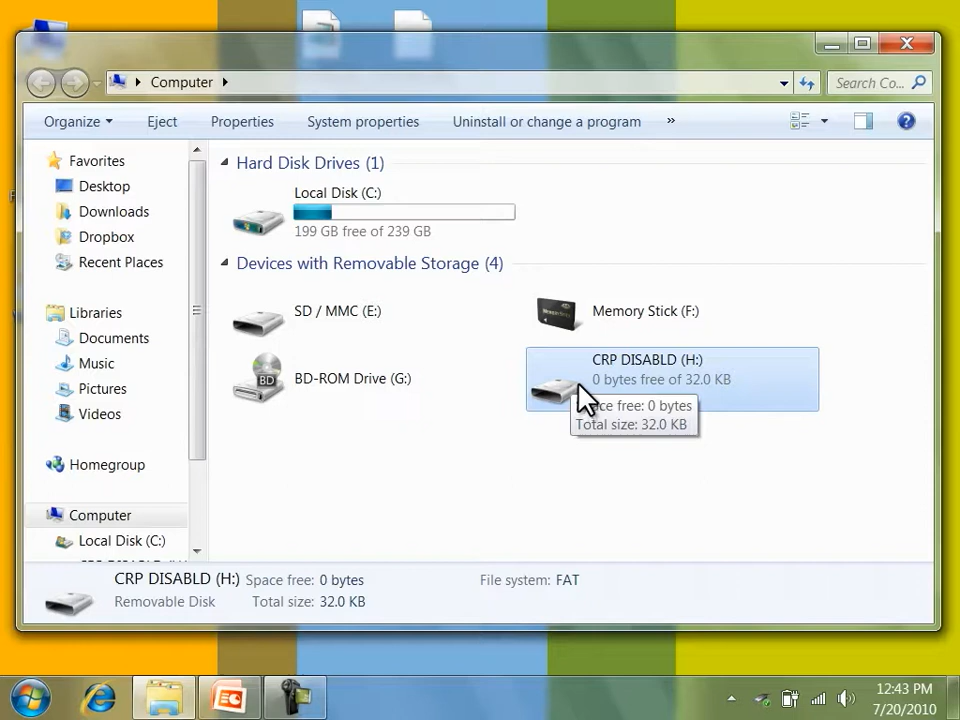 Computer
Search Co...
Organize
Eject
Properties
System properties
Uninstall or change a program
»
Favorites
Desktop
Downloads
Dropbox
Recent Places
Libraries
Documents
Music
Pictures
Videos
Homegroup
Computer
Local Disk (C:)
Hard Disk Drives (1)
Local Disk (C:)
199 GB free of 239 GB
Devices with Removable Storage (4)
SD / MMC (E:)
Memory Stick (F:)
BD
BD-ROM Drive (G:)
CRP DISABLD (H:)
0 bytes free of 32.0 KB
ce free: 0 bytes
Total size: 32.0 KB
CRP DISABLD (H:) Space free: 0 bytes File system: FAT
Removable Disk Total size: 32.0 KB
12:43 PM
7/20/2010